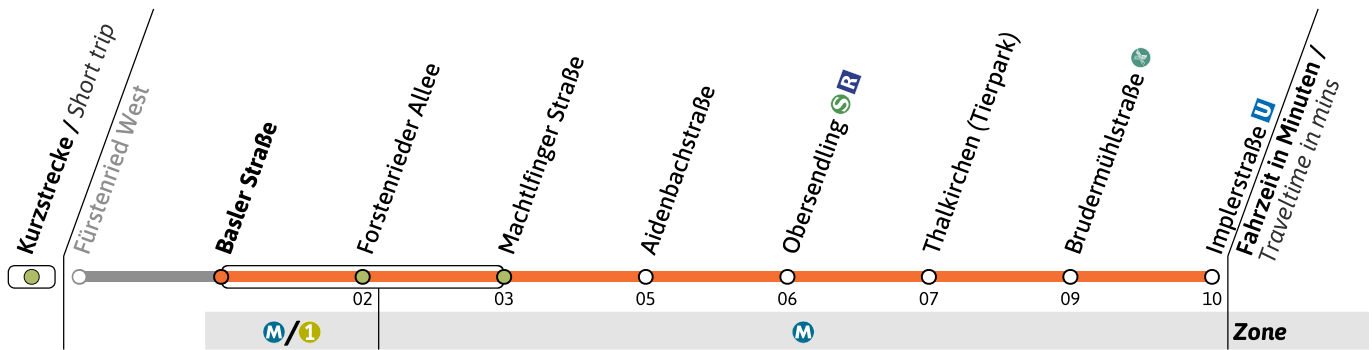 Kurzstrecke / Short trip
Fürstenried West
Basler Straße
Forstenrieder Allee
Machtlfinger Straße
Aidenbachstraße
Obersendling S R
Thalkirchen (Tierpark)
Brudermühlstraße
Implerstraße U
Fahrzeit in Minuten /
Traveltime in mins
02 03 05 06 07 09 10
M/1 M Zone